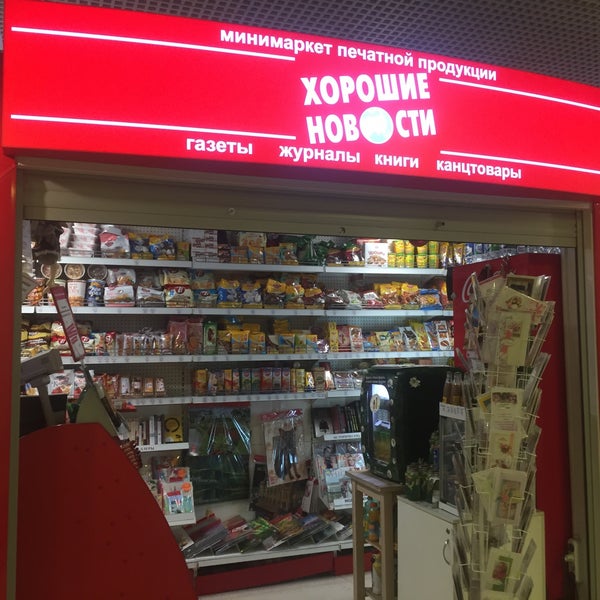 минимаркет печатной продукции
ХОРОШИЕ
НОВОСТИ
газеты журналы книги канцтовары